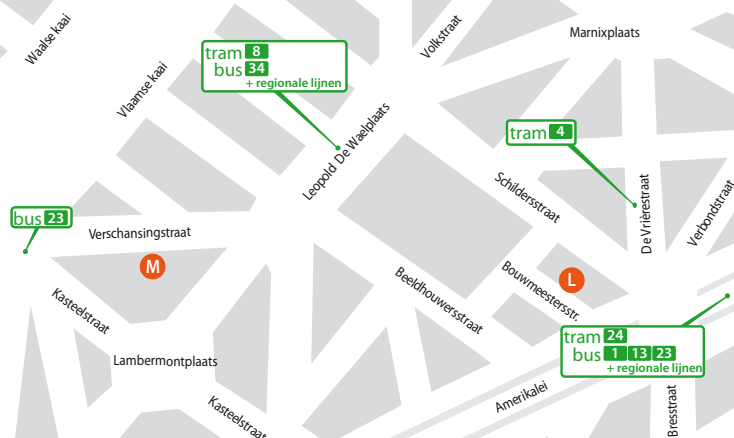 Waalse kaai
Vlaamse kaai
tram 8
bus 34
+ regionale lijnen
Volkstraat
Marnixplaats
Leopold De Waelplaats
tram 4
Schildersstraat
De Vrièrestraat
Verbondstraat
bus 23
Verschansingstraat
M
Kasteelstraat
Beeldhouwersstraat
Bouwmeestersstr.
L
tram 24
bus 1 13 23
+ regionale lijnen
Lambermontplaats
Kasteelstraat
Amerikalei
Bresstraat